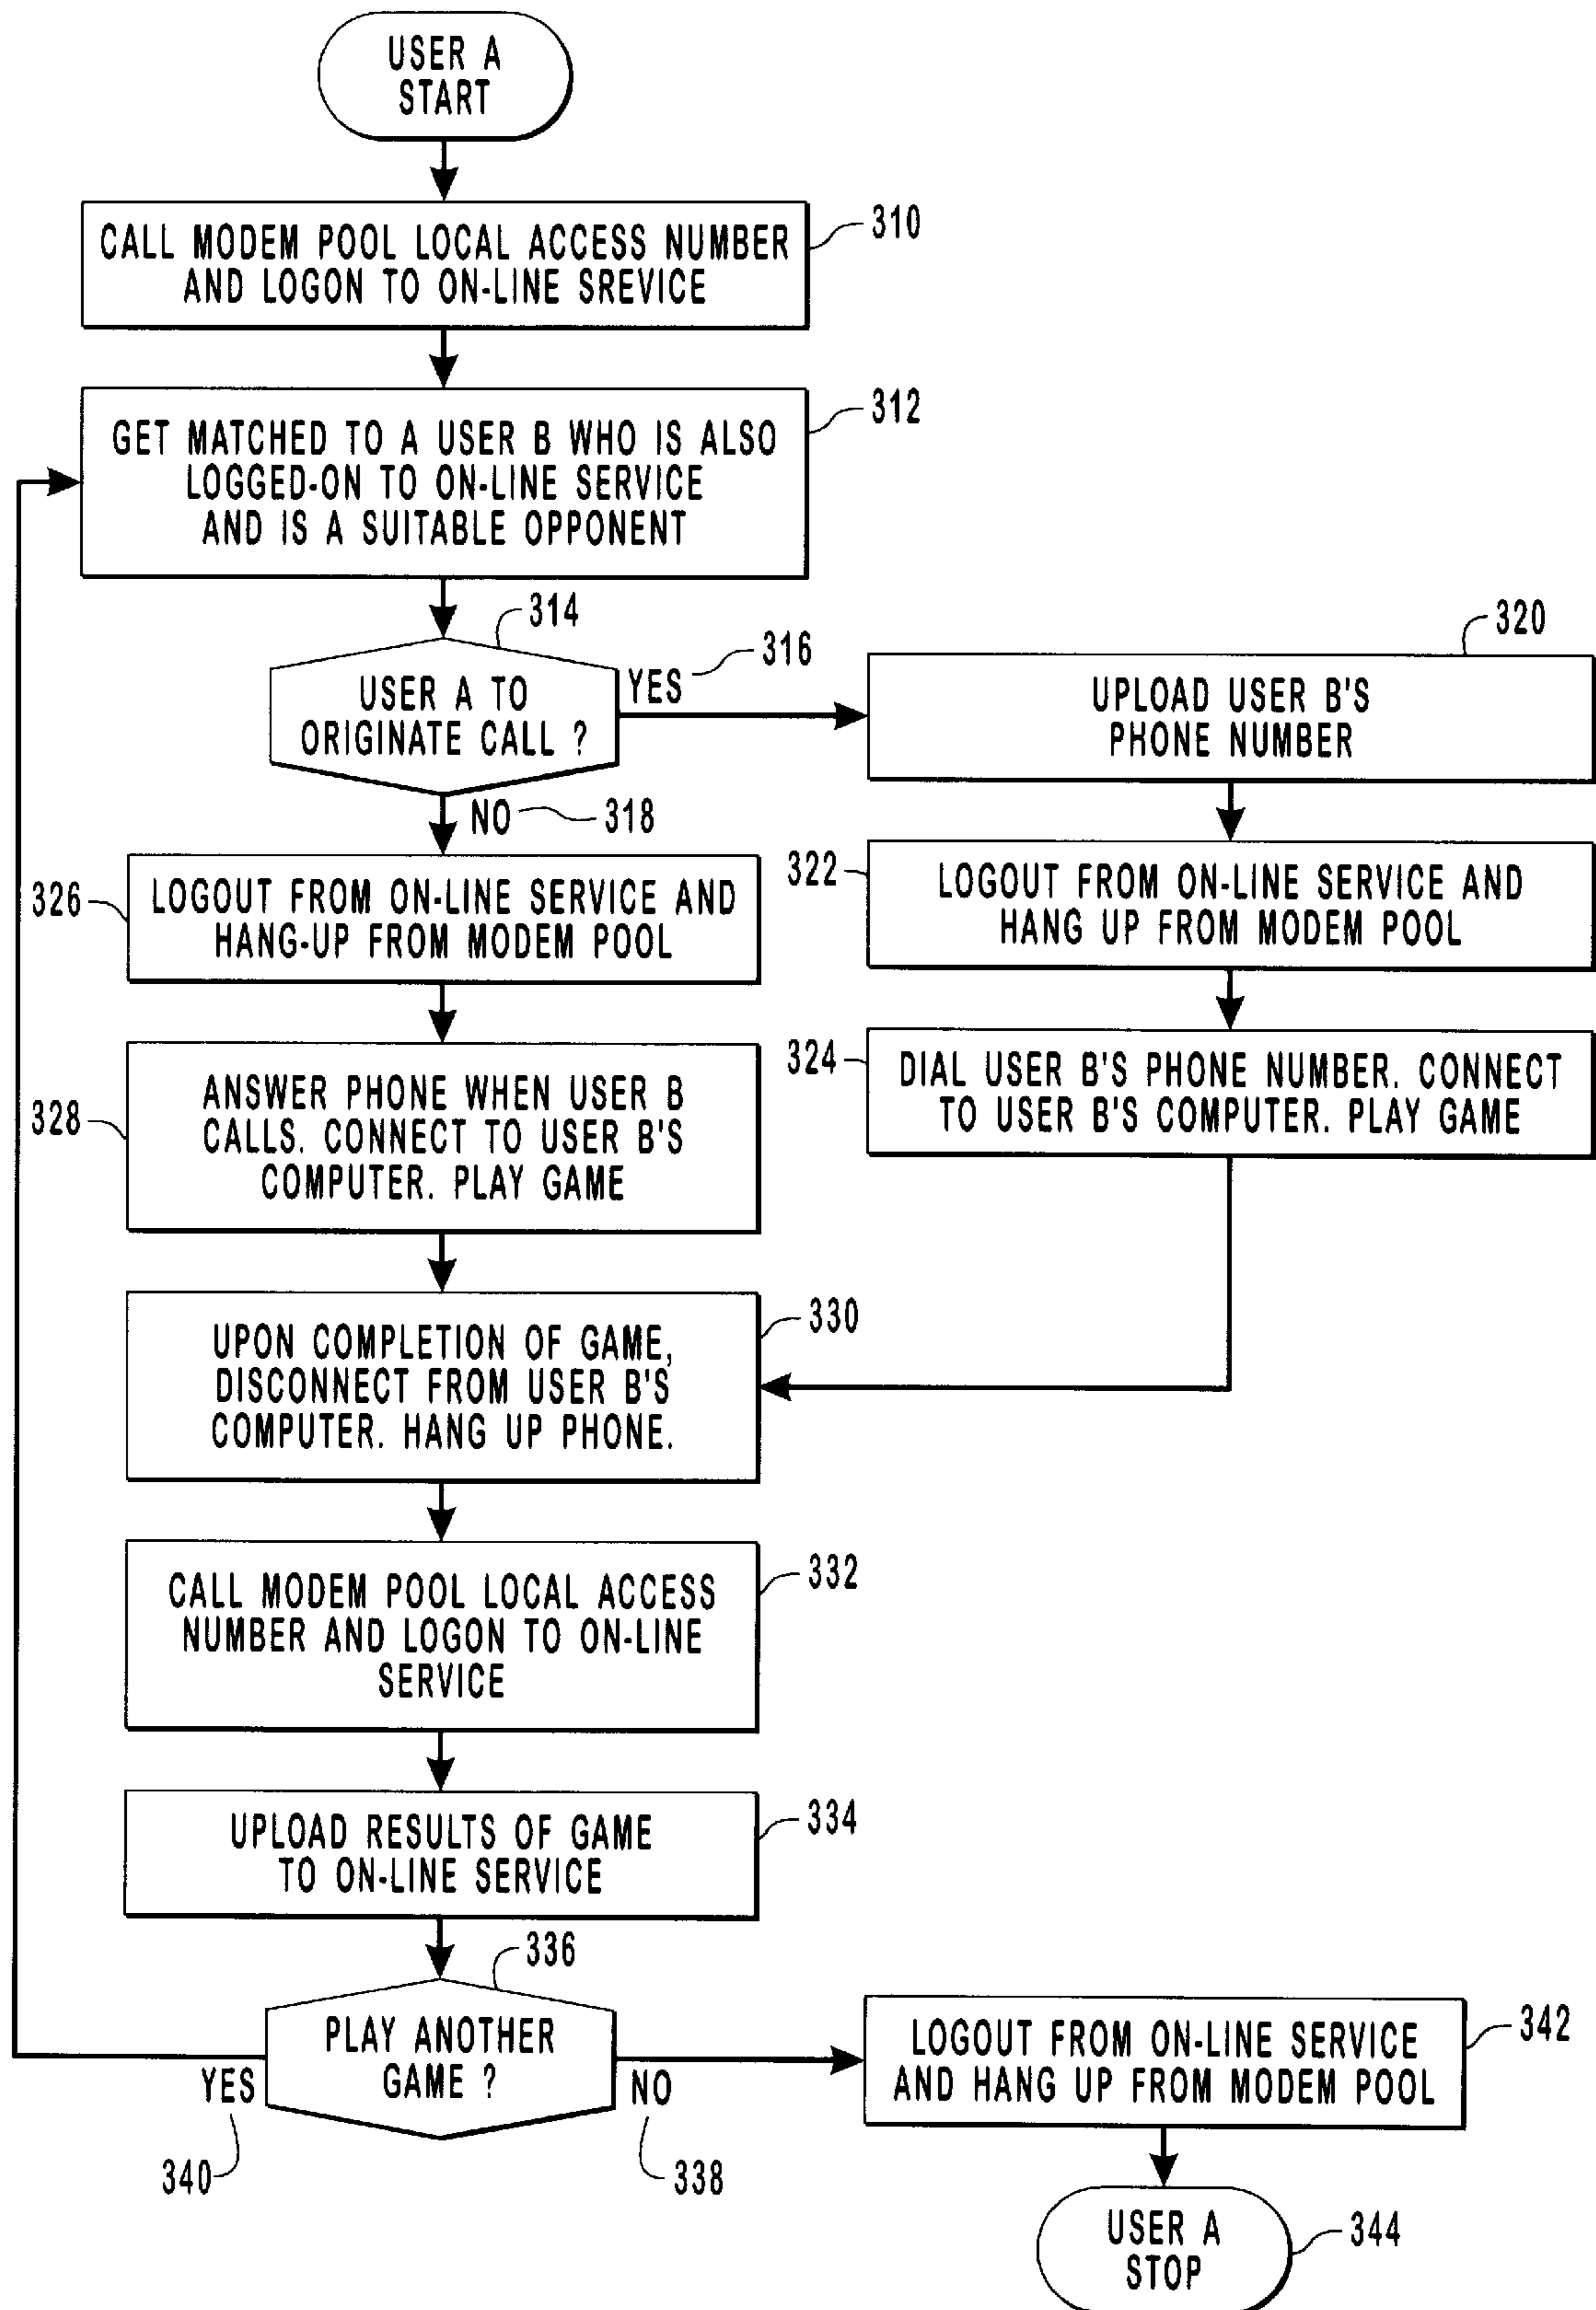 USER A
START
CALL MODEM POOL LOCAL ACCESS NUMBER
AND LOGON TO ON-LINE SREVICE
310
GET MATCHED TO A USER B WHO IS ALSO
LOGGED-ON TO ON-LINE SERVICE
AND IS A SUITABLE OPPONENT
312
314
USER A TO
ORIGINATE CALL ?
YES
316
NO
318
320
UPLOAD USER B'S
PHONE NUMBER
326
LOGOUT FROM ON-LINE SERVICE AND
HANG-UP FROM MODEM POOL
322
LOGOUT FROM ON-LINE SERVICE AND
HANG UP FROM MODEM POOL
328
ANSWER PHONE WHEN USER B
CALLS. CONNECT TO USER B'S
COMPUTER. PLAY GAME
324
DIAL USER B'S PHONE NUMBER. CONNECT
TO USER B'S COMPUTER. PLAY GAME
UPON COMPLETION OF GAME,
DISCONNECT FROM USER B'S
COMPUTER. HANG UP PHONE.
330
CALL MODEM POOL LOCAL ACCESS
NUMBER AND LOGON TO ON-LINE
SERVICE
332
UPLOAD RESULTS OF GAME
TO ON-LINE SERVICE
334
336
PLAY ANOTHER
GAME ?
YES
340
NO
338
LOGOUT FROM ON-LINE SERVICE
AND HANG UP FROM MODEM POOL
342
USER A
STOP
344